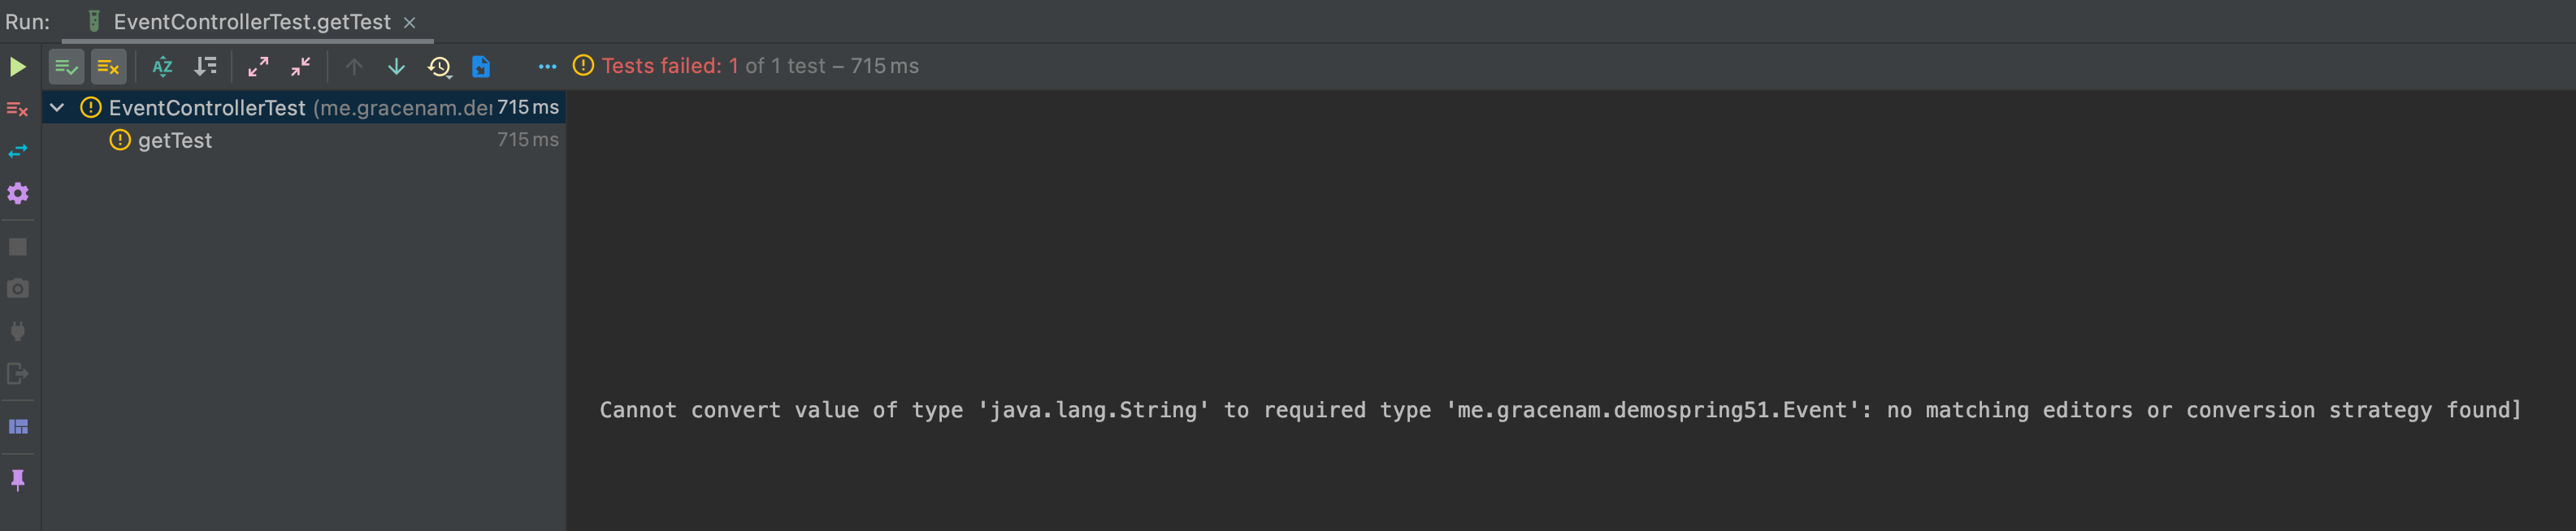 Run: EventControllerTest.getTest ×
Tests failed: 1 of 1 test – 715 ms
EventControllerTest (me.gracenam.de 715 ms
getTest 715 ms
Cannot convert value of type 'java.lang.String' to required type 'me.gracenam.demospring51.Event': no matching editors or conversion strategy found]